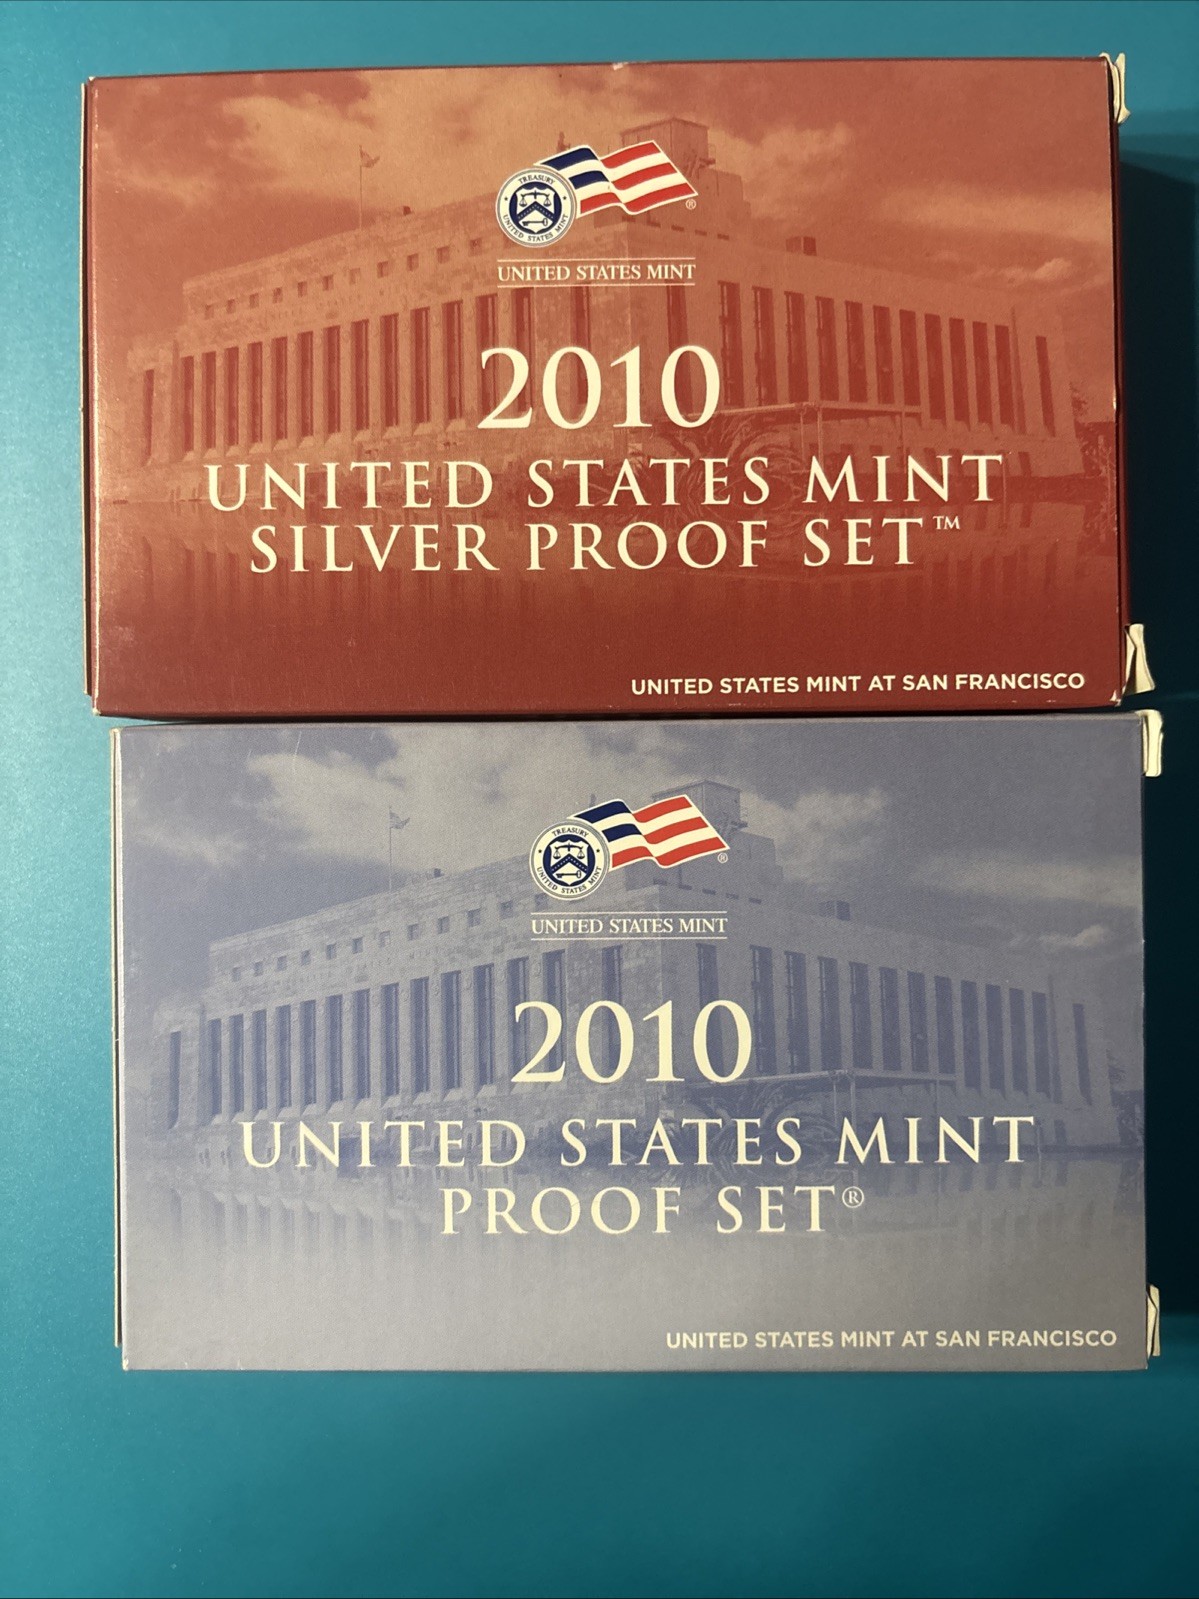 TREASURY
UNITED STATES MINT
®
UNITED STATES MINT
2010
UNITED STATES MINT
SILVER PROOF SET™
UNITED STATES MINT AT SAN FRANCISCO
TREASURY
UNITED STATES MINT
®
UNITED STATES MINT
2010
UNITED STATES MINT
PROOF SET®
UNITED STATES MINT AT SAN FRANCISCO